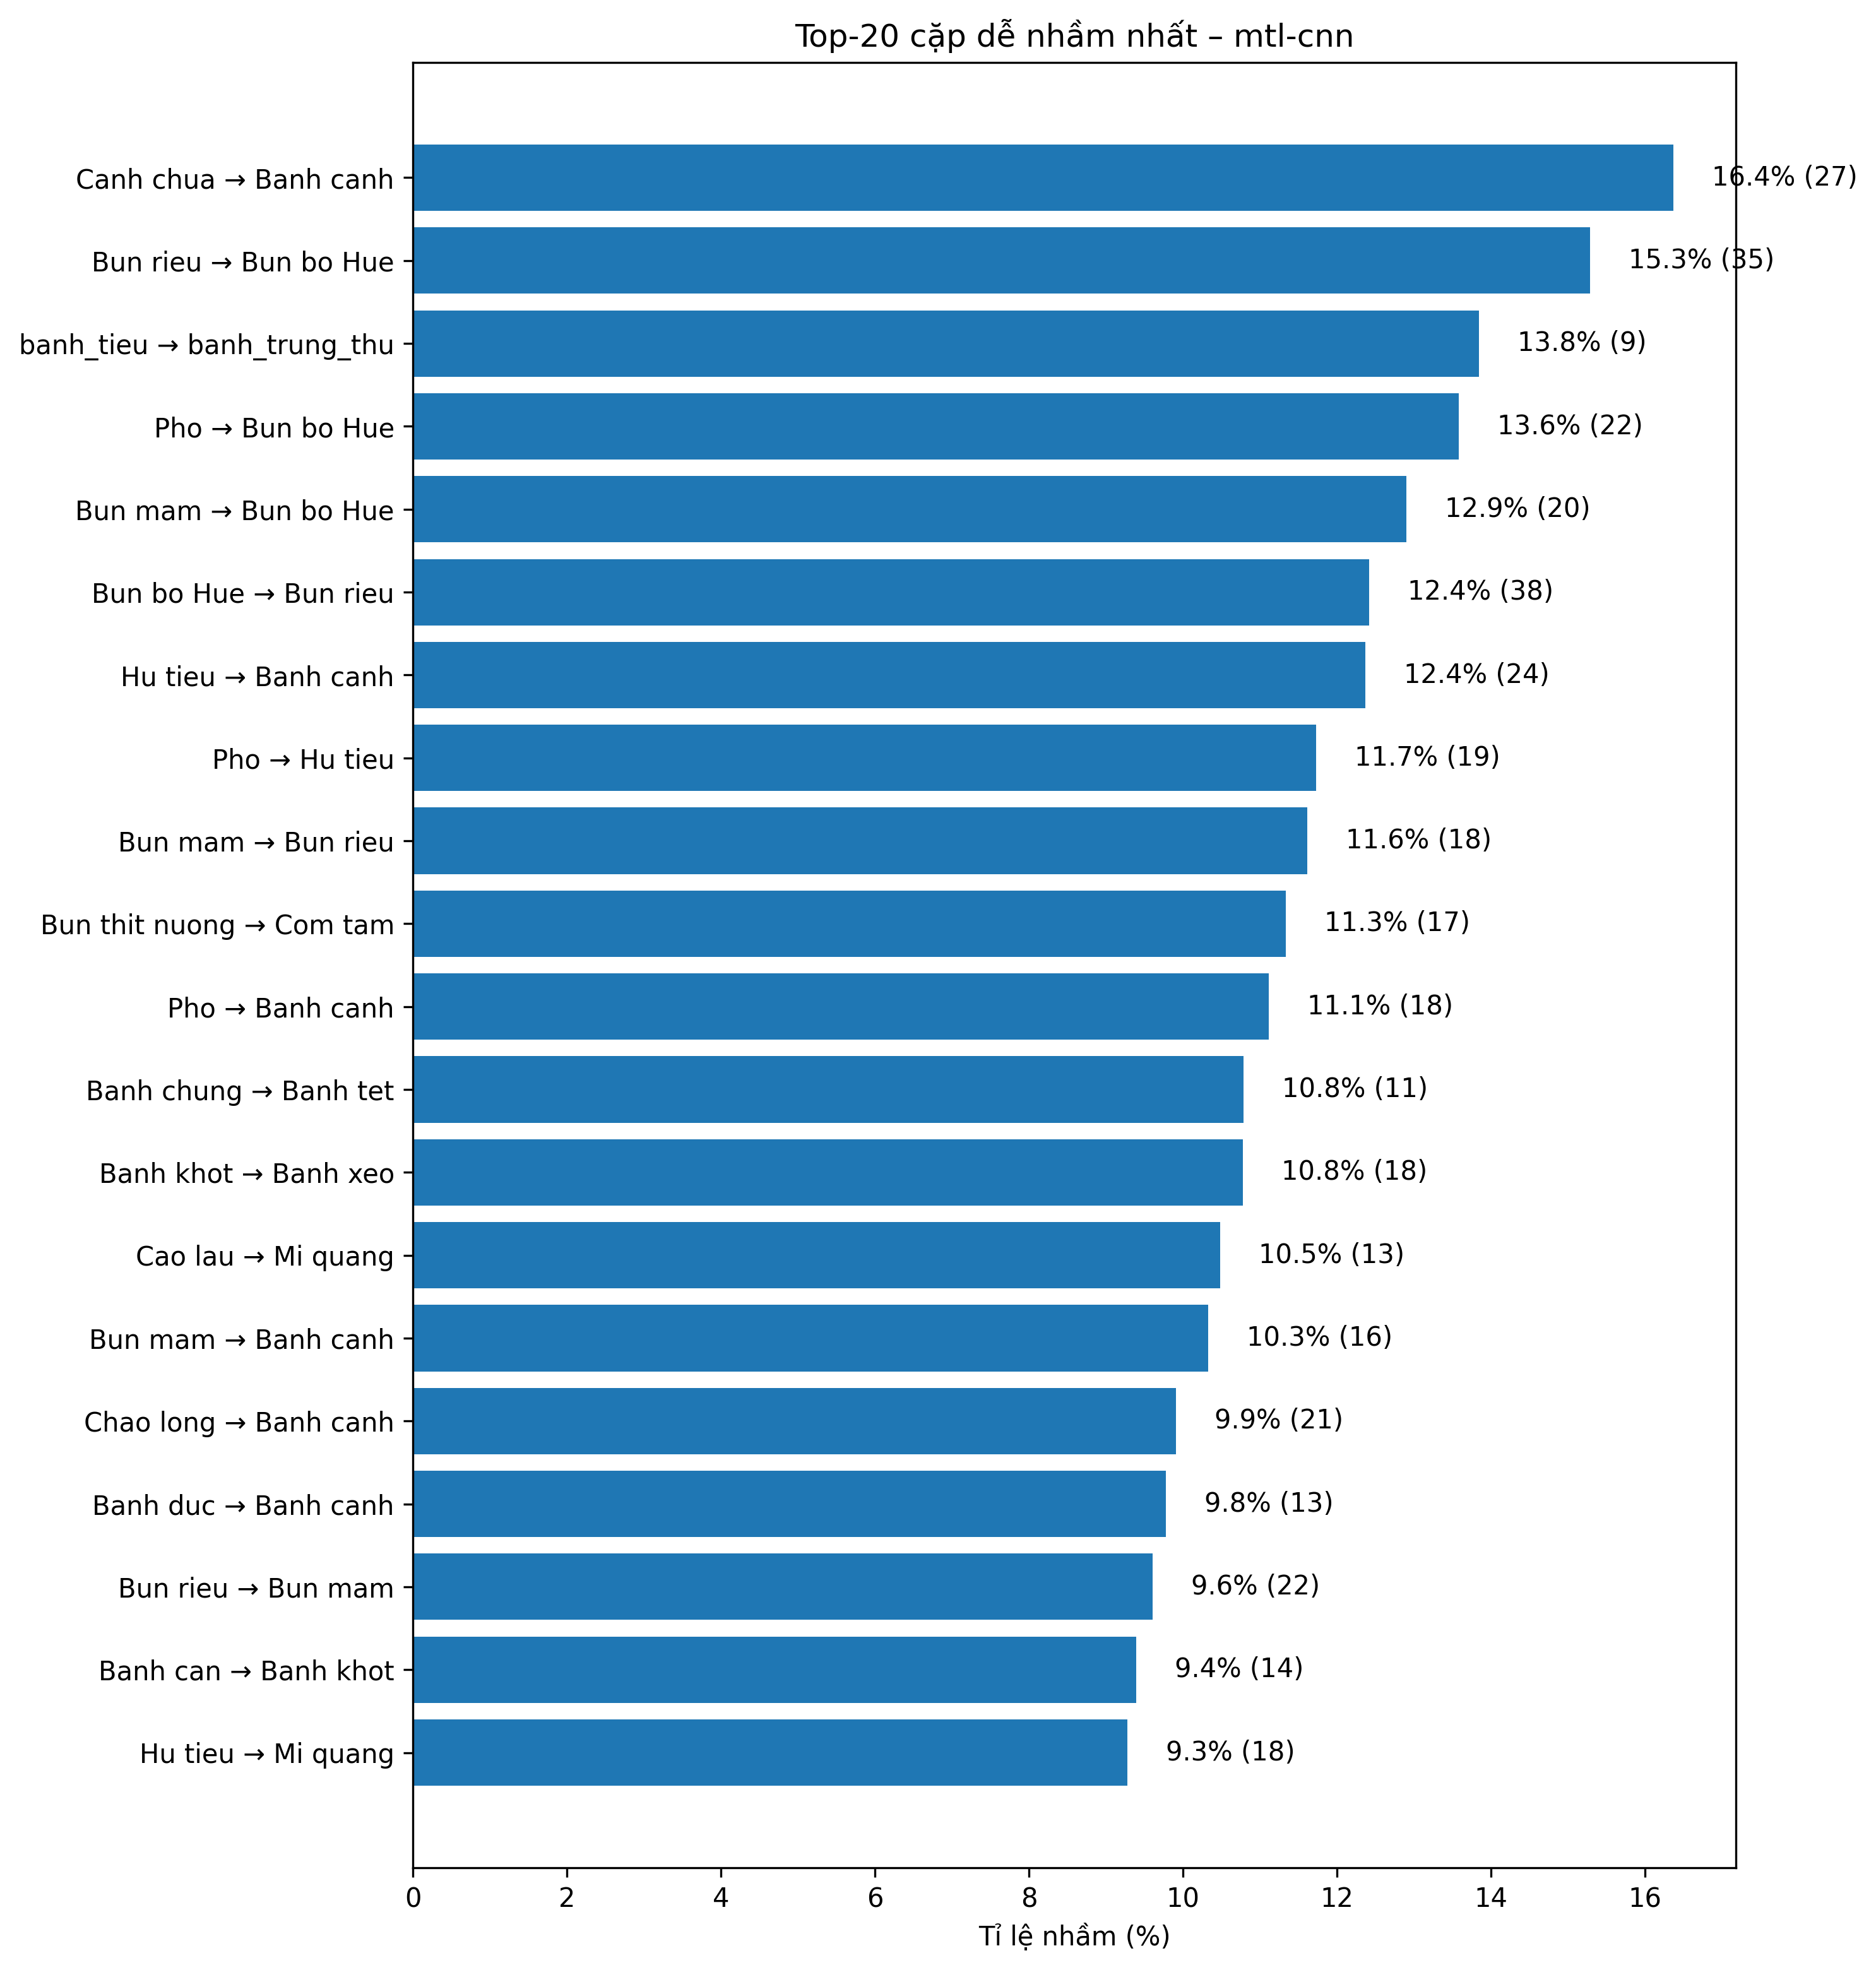 Top-20 cặp dễ nhầm nhất – mtl-cnn
Canh chua → Banh canh 16.4% (27)
Bun rieu → Bun bo Hue 15.3% (35)
banh_tieu → banh_trung_thu 13.8% (9)
Pho → Bun bo Hue 13.6% (22)
Bun mam → Bun bo Hue 12.9% (20)
Bun bo Hue → Bun rieu 12.4% (38)
Hu tieu → Banh canh 12.4% (24)
Pho → Hu tieu 11.7% (19)
Bun mam → Bun rieu 11.6% (18)
Bun thit nuong → Com tam 11.3% (17)
Pho → Banh canh 11.1% (18)
Banh chung → Banh tet 10.8% (11)
Banh khot → Banh xeo 10.8% (18)
Cao lau → Mi quang 10.5% (13)
Bun mam → Banh canh 10.3% (16)
Chao long → Banh canh 9.9% (21)
Banh duc → Banh canh 9.8% (13)
Bun rieu → Bun mam 9.6% (22)
Banh can → Banh khot 9.4% (14)
Hu tieu → Mi quang 9.3% (18)
0 2 4 6 8 10 12 14 16
Tỉ lệ nhầm (%)